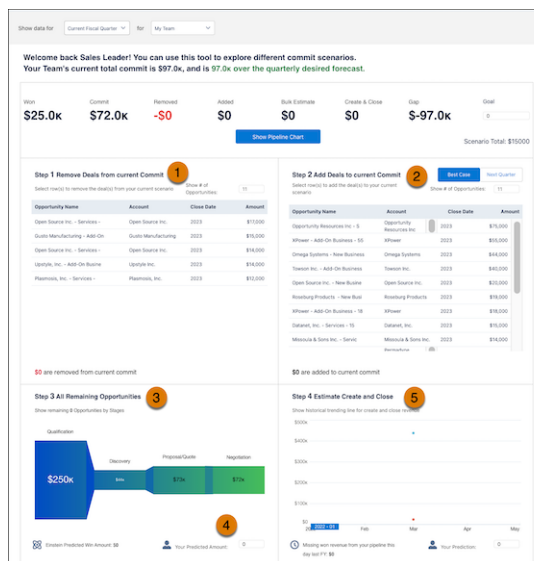 Show data for Current Fiscal Quarter for My Team
Welcome back Sales Leader! You can use this tool to explore different commit scenarios.
Your Team's current total commit is $97.0K, and is 97.0K over the quarterly desired forecast.
Won Commit Removed Added Bulk Estimate Create & Close Gap Goal
$25.0K $72.0K -$0 $0 $0 $0 $-97.0K 0
Show Pipeline Chart
Scenario Total: $15000
Step 1 Remove Deals from current Commit 1
Select row(s) to remove the deal(s) from your current scenario
Show # of Opportunities: 11
Opportunity Name Account Close Date Amount
Open Source Inc. - Services - Open Source Inc. 2023 $17,000
Gusto Manufacturing - Add-On Gusto Manufacturing 2023 $15,000
Open Source Inc. - Services - Open Source Inc. 2023 $14,000
Upstyle, Inc. - Add-On Busine Upstyle Inc. 2023 $14,000
Plasmosis, Inc. - Services - Plasmosis, Inc. 2023 $12,000
$0 are removed from current commit
Step 2 Add Deals to current Commit 2
Best Case Next Quarter
Select row(s) to add the deal(s) to your current
scenario
Show # of Opportunities: 11
Opportunity Name Account Close Date Amount
Opportunity Resources Inc - S Opportunity Resources Inc 2023 $75,000
XPower - Add-On Business - 55 XPower 2023 $55,000
Omega Systems - New Business Omega Systems 2023 $44,000
Towson Inc. - Add-On Business Towson Inc. 2023 $40,000
Open Source Inc. - New Busine Open Source Inc. 2023 $20,000
Roseburg Products - New Busi Roseburg Products 2023 $19,000
XPower - Add-On Business - 18 XPower 2023 $18,000
Datanet, Inc. - Services - 15 Datanet, Inc. 2023 $15,000
Missoula & Sons Inc. - Servic Missoula & Sons Inc. 2023 $14,000
$0 are added to current commit
Step 3 All Remaining Opportunities 3
Show remaining 9 Opportunities by Stages
Qualification
Discovery
Proposal/Quote
Negotiation
$250K
$73K
$70K
4
Einstein Predicted Win Amount: $0
Your Predicted Amount: 0
Step 4 Estimate Create and Close 5
Show historical trending line for create and close revenue
$500K
$400K
$300K
$200K
$100K
$0
2023 - 01 Feb Mar Apr May
Missing won revenue from your pipeline this
day last FY: $0
Your Prediction: 0